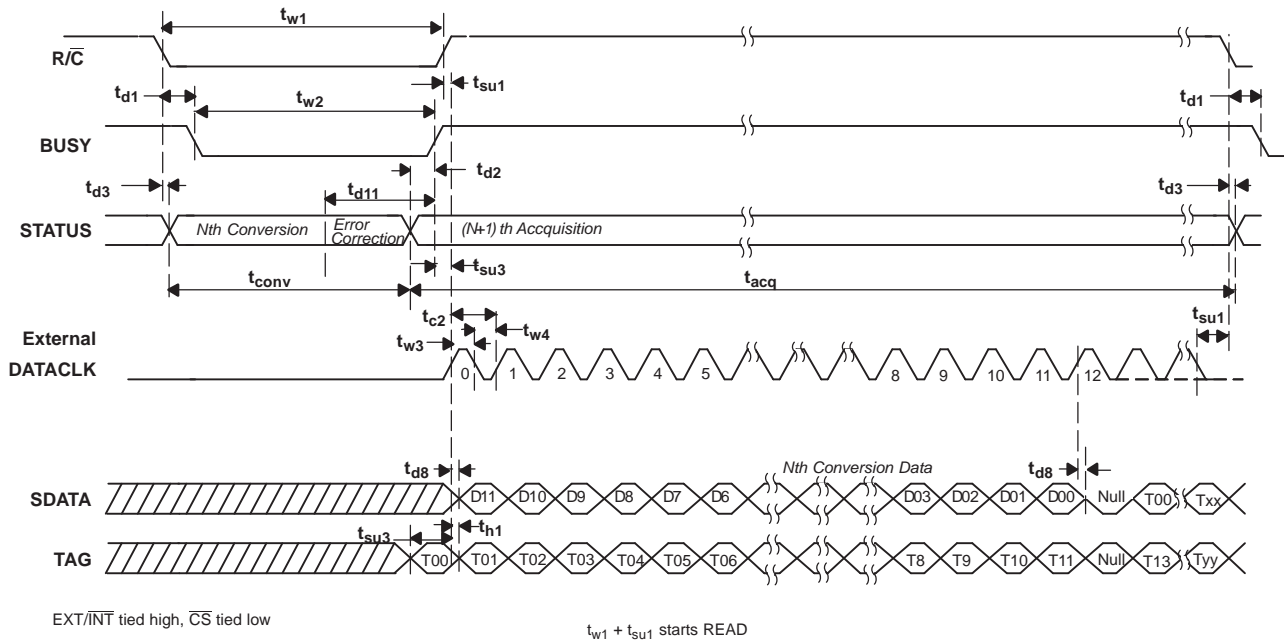 tw1
R/C
tsu1
td1
tw2
td1
BUSY
td2
td3
td11
td3
STATUS
Nth Conversion
Error
Correction
(N+1) th Accquisition
tsu3
tconv
tacq
tc2
tsu1
External
tw3
tw4
DATACLK
0 1 2 3 4 5 8 9 10 11 12
td8
Nth Conversion Data
td8
SDATA
D11 D10 D9 D8 D7 D6 D03 D02 D01 D00 Null T00 Txx
tsu3
th1
TAG
T00 T01 T02 T03 T04 T05 T06 T8 T9 T10 T11 Null T13 Tyy
EXT/INT tied high, CS tied low
tw1 + tsu1 starts READ